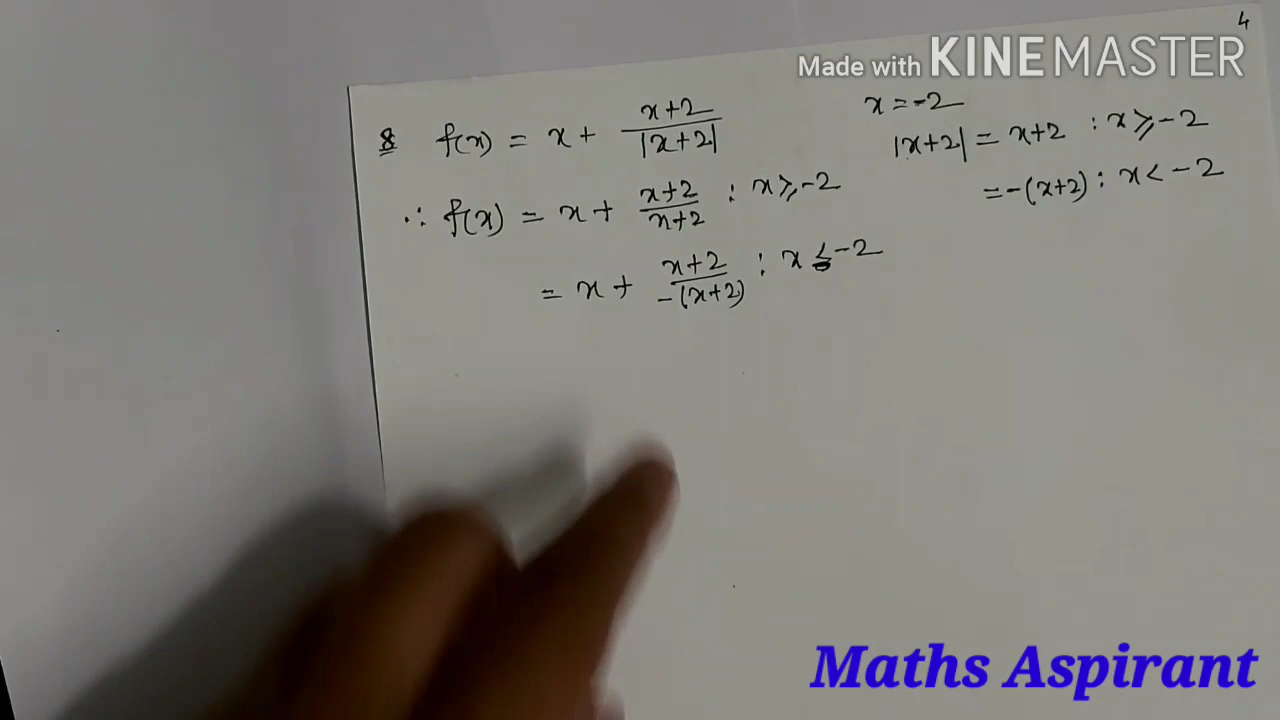 4
Made with KINEMASTER
8 f(x) = x + (x+2)/|x+2|
x = -2
|x+2| = x+2 : x ≥ -2
= -(x+2) : x < -2
∴ f(x) = x + (x+2)/(x+2) : x ≥ -2
= x + (x+2)/(-(x+2)) : x < -2
Maths Aspirant